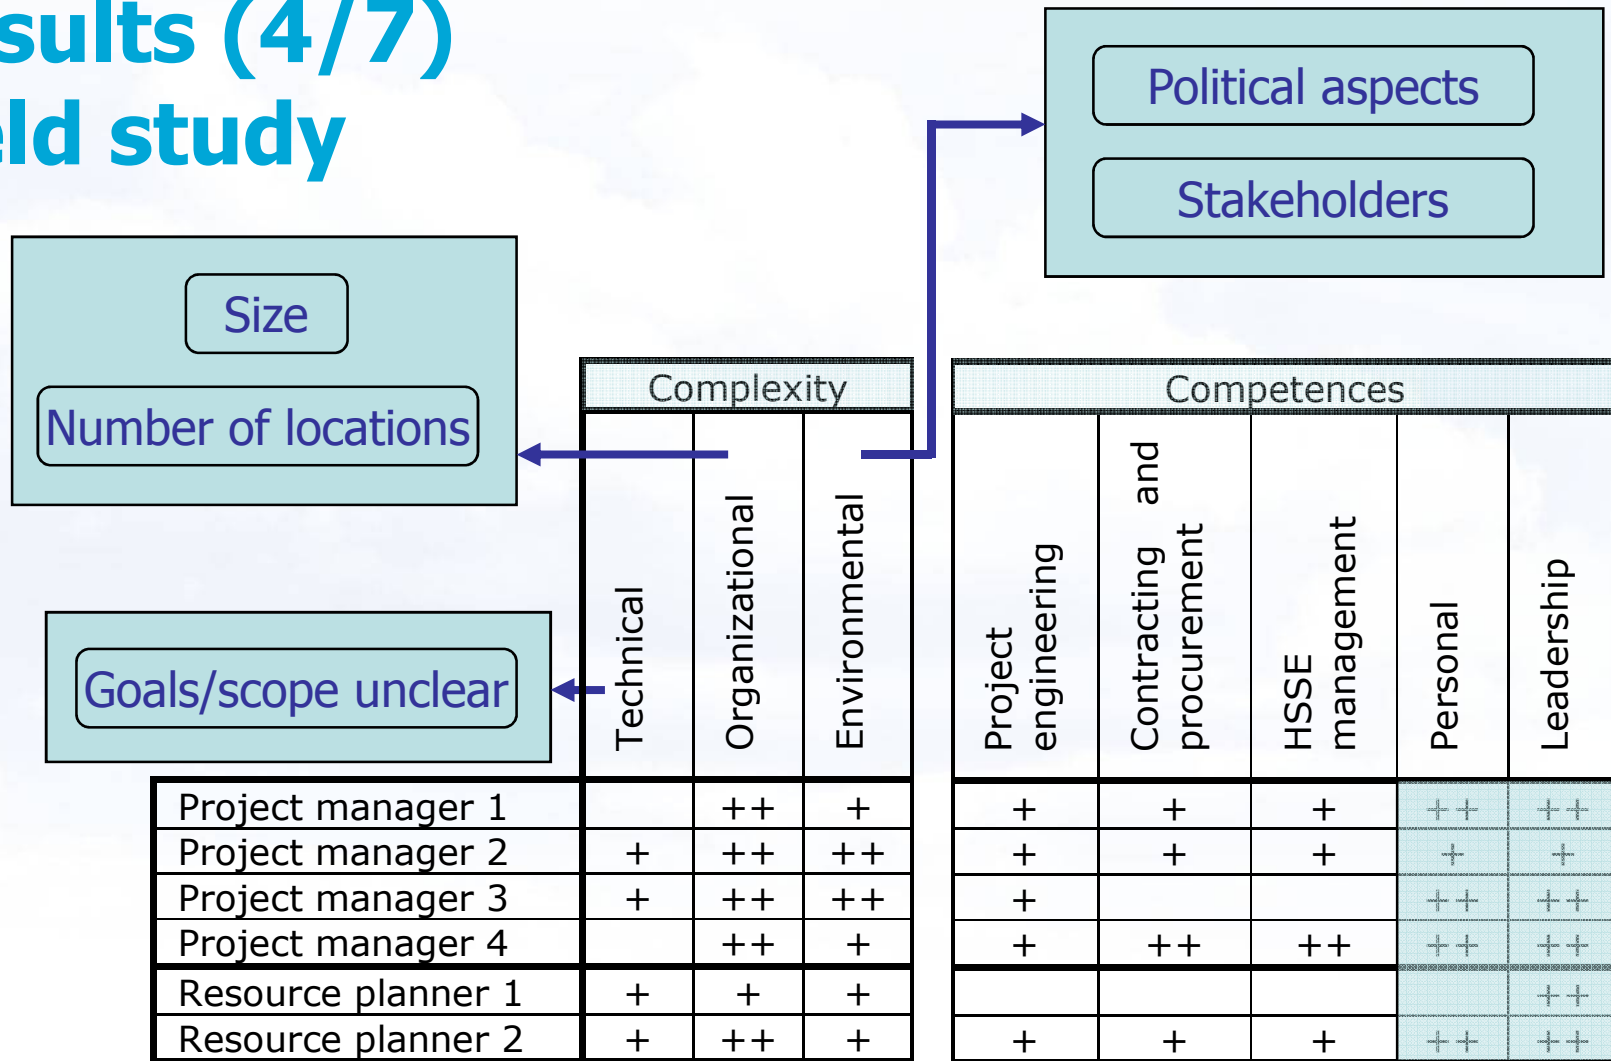 sults (4/7)
eld study
Political aspects
Stakeholders
Size
Number of locations
Goals/scope unclear
Complexity
Competences
Technical
Organizational
Environmental
Project
engineering
Contracting and
procurement
HSSE
management
Personal
Leadership
Project manager 1 ++ + + + + ++ ++
Project manager 2 + ++ ++ + + + + +
Project manager 3 + ++ ++ + ++ ++
Project manager 4 ++ + + ++ ++ ++ ++
Resource planner 1 + + + ++
Resource planner 2 + ++ + + + + ++ ++